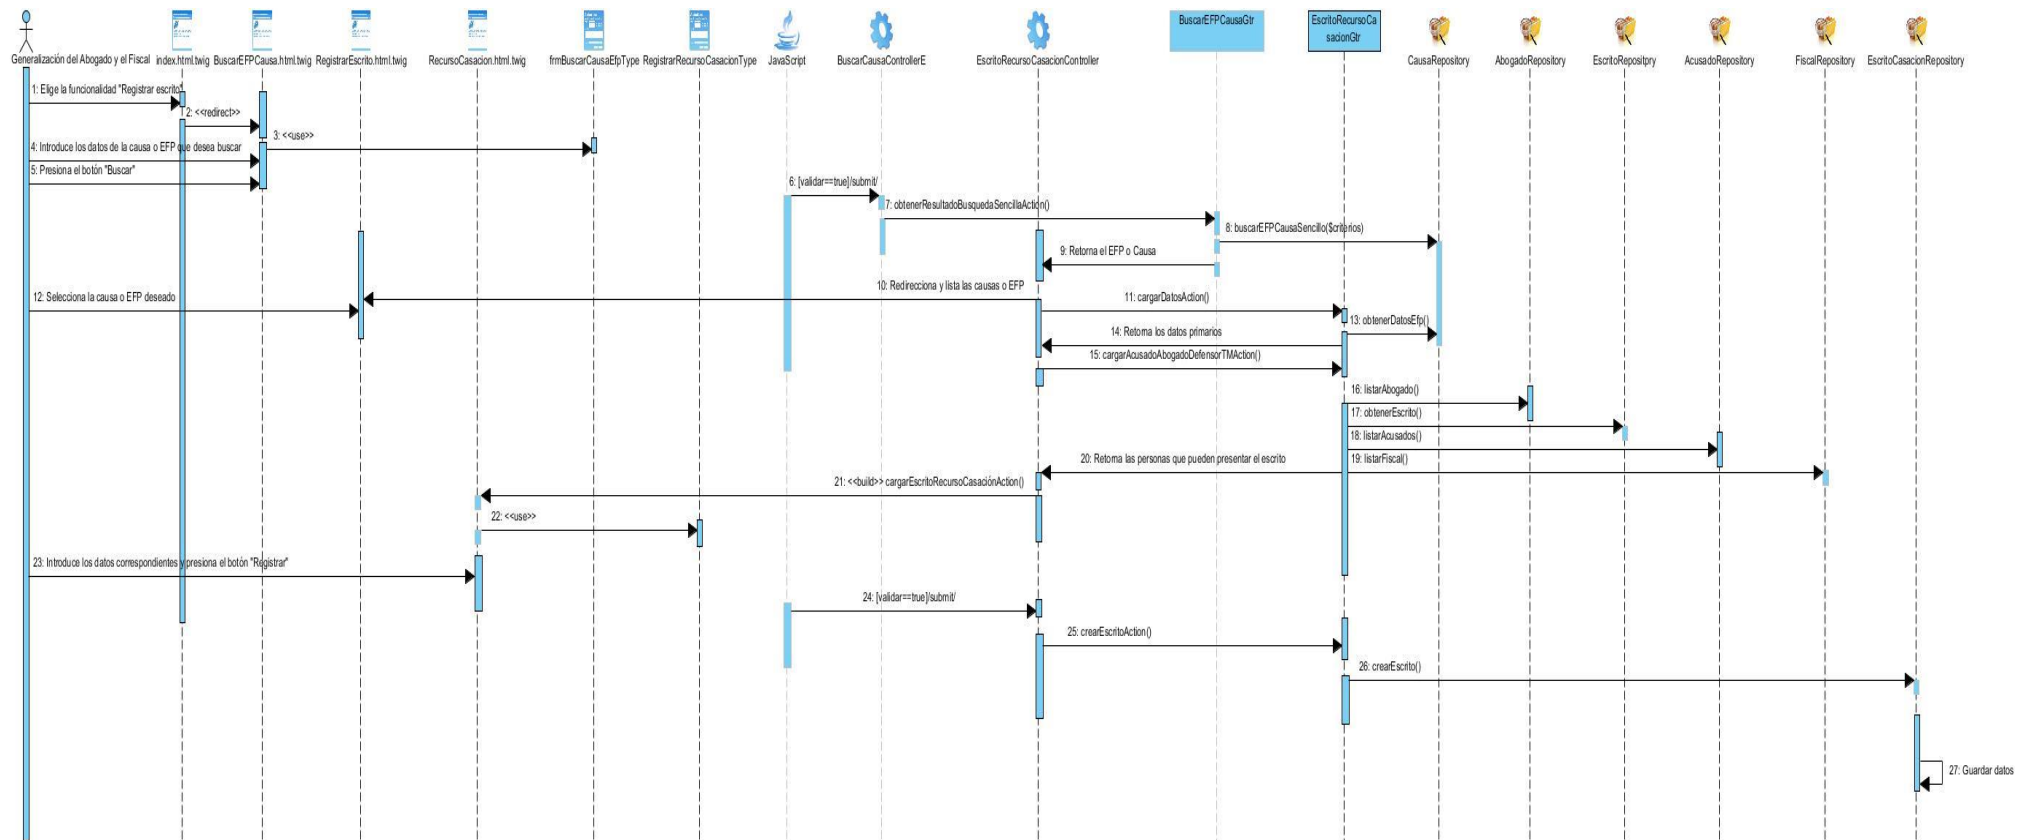 BuscarEFPCausaGtr
EscritoRecursoCa
sacionGtr
Generalización del Abogado y el Fiscal
index.html.twig
BuscarEFPCausa.html.twig
RegistrarEscrito.html.twig
RecursoCasacion.html.twig
frmBuscarCausaEfpType
RegistrarRecursoCasacionType
JavaScript
BuscarCausaControllerE
EscritoRecursoCasacionController
CausaRepository
AbogadoRepository
EscritoRepositpry
AcusadoRepository
FiscalRepository
EscritoCasacionRepository
1: Elige la funcionalidad "Registrar escrito"
2: <<redirect>>
3: <<use>>
4: Introduce los datos de la causa o EFP que desea buscar
5: Presiona el botón "Buscar"
6: [validar==true]/submit/
7: obtenerResultadoBusquedaSencillaAction()
8: buscarEFPCausaSencillo($criterios)
9: Retorna el EFP o Causa
10: Redirecciona y lista las causas o EFP
11: cargarDatosAction()
12: Selecciona la causa o EFP deseado
13: obtenerDatosEfp()
14: Retorna los datos primarios
15: cargarAcusadoAbogadoDefensorTMAction()
16: listarAbogado()
17: obtenerEscrito()
18: listarAcusados()
19: listarFiscal()
20: Retorna las personas que pueden presentar el escrito
21: <<build>> cargarEscritoRecursoCasaciónAction()
22: <<use>>
23: Introduce los datos correspondientes y presiona el botón "Registrar"
24: [validar==true]/submit/
25: crearEscritoAction()
26: crearEscrito()
27: Guardar datos